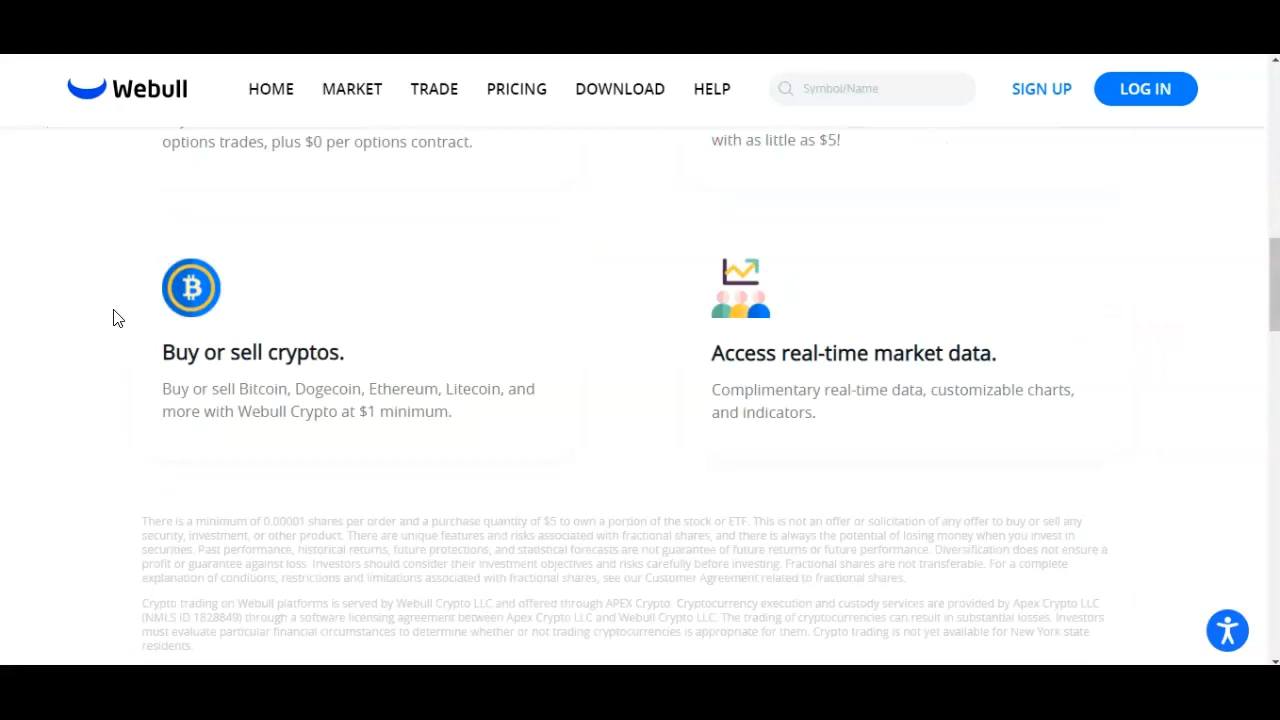 Webull HOME MARKET TRADE PRICING DOWNLOAD HELP Symbol/Name SIGN UP LOG IN
options trades, plus $0 per options contract.
with as little as $5!
Buy or sell cryptos.
Buy or sell Bitcoin, Dogecoin, Ethereum, Litecoin, and
more with Webull Crypto at $1 minimum.
Access real-time market data.
Complimentary real-time data, customizable charts,
and indicators.
There is a minimum of 0.00001 shares per order and a purchase quantity of $5 to own a portion of the stock or ETF. This is not an offer or solicitation of any offer to buy or sell any
security, investment, or other product. There are unique features and risks associated with fractional shares, and there is always the potential of losing money when you invest in
securities. Past performance, historical returns, future protections, and statistical forecasts are not guarantee of future returns or future performance. Diversification does not ensure a
profit or guarantee against loss. Investors should consider their investment objectives and risks carefully before investing. Fractional shares are not transferable. For a complete
explanation of conditions, restrictions and limitations associated with fractional shares, see our Customer Agreement related to fractional shares.
Crypto trading on Webull platforms is served by Webull Crypto LLC and offered through APEX Crypto. Cryptocurrency execution and custody services are provided by Apex Crypto LLC
(NMLS ID 1828849) through a software licensing agreement between Apex Crypto LLC and Webull Crypto LLC. The trading of cryptocurrencies can result in substantial losses. Investors
must evaluate particular financial circumstances to determine whether or not trading cryptocurrencies is appropriate for them. Crypto trading is not yet available for New York state
residents.